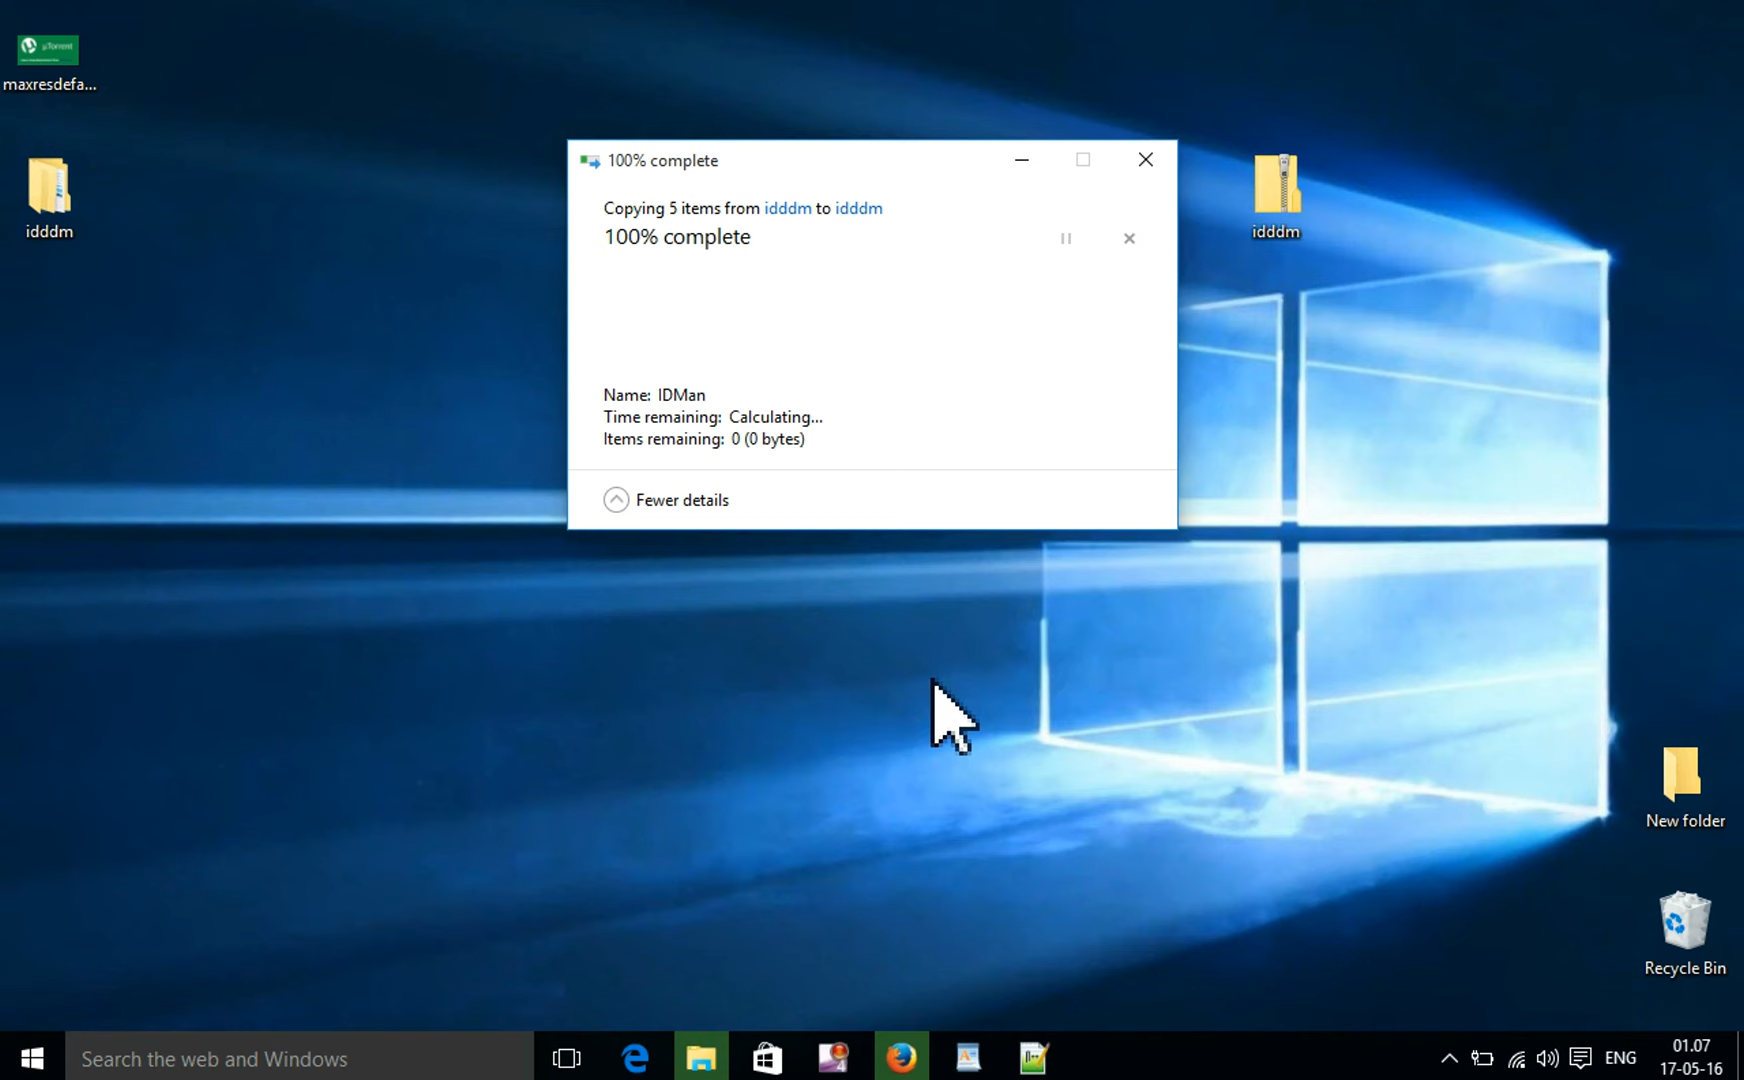 µTorrent
maxresdefa...
idddm
100% complete
Copying 5 items from idddm to idddm
100% complete
Name: IDMan
Time remaining: Calculating...
Items remaining: 0 (0 bytes)
Fewer details
idddm
New folder
Recycle Bin
Search the web and Windows
ENG
01.07
17-05-16